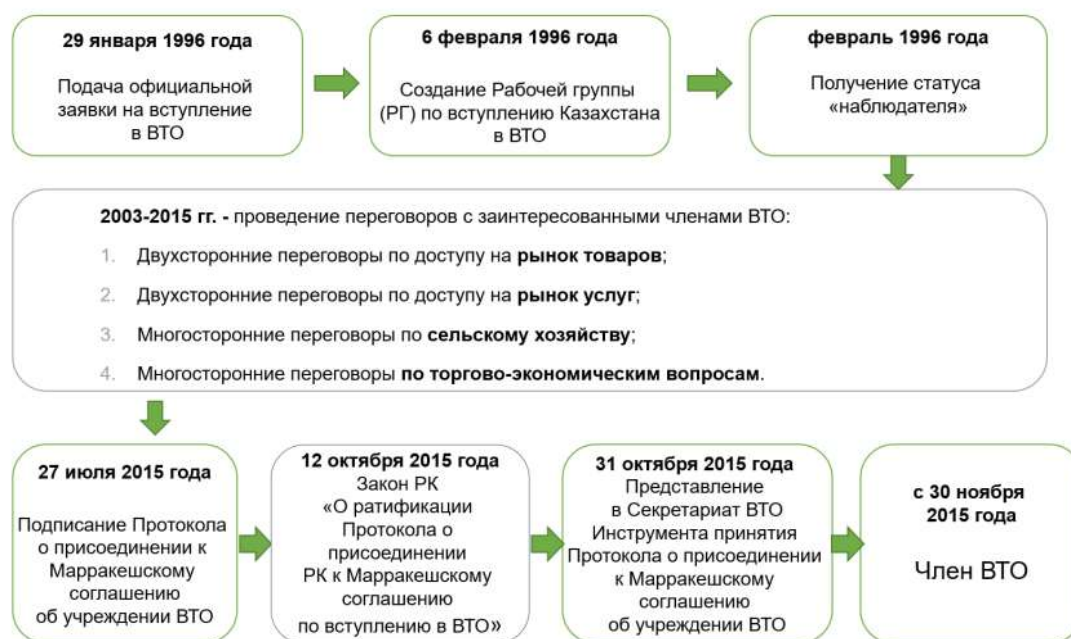 29 января 1996 года
Подача официальной
заявки на вступление
в ВТО
6 февраля 1996 года
Создание Рабочей группы
(РГ) по вступлению Казахстана
в ВТО
февраль 1996 года
Получение статуса
«наблюдателя»
2003-2015 гг. - проведение переговоров с заинтересованными членами ВТО:
1. Двухсторонние переговоры по доступу на рынок товаров;
2. Двухсторонние переговоры по доступу на рынок услуг;
3. Многосторонние переговоры по сельскому хозяйству;
4. Многосторонние переговоры по торгово-экономическим вопросам.
27 июля 2015 года
Подписание Протокола
о присоединении к
Марракешскому
соглашению
об учреждении ВТО
12 октября 2015 года
Закон РК
«О ратификации
Протокола о
присоединении
РК к Марракешскому
соглашению
по вступлению в ВТО»
31 октября 2015 года
Представление
в Секретариат ВТО
Инструмента принятия
Протокола о присоединении
к Марракешскому
соглашению
об учреждении ВТО
с 30 ноября
2015 года
Член ВТО